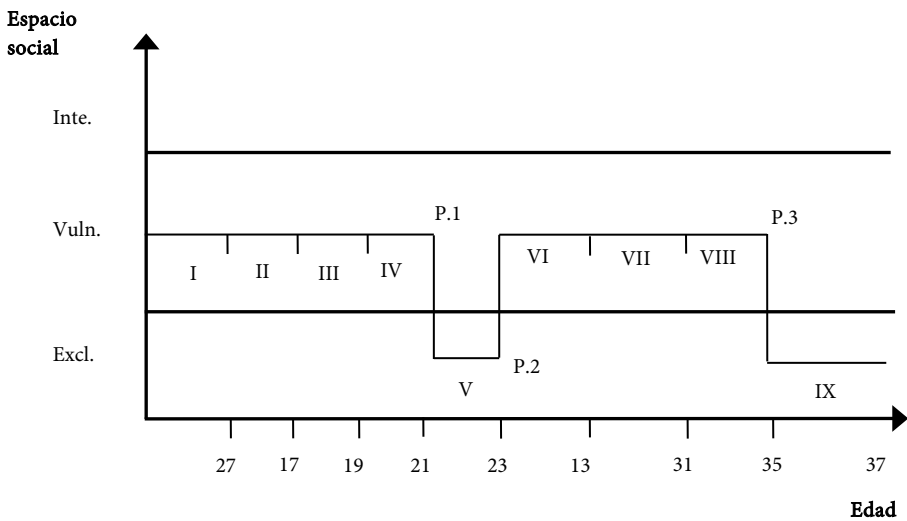 Espacio
social
Inte.
Vuln.
P.1
P.3
I
II
III
IV
VI
VII
VIII
Excl.
P.2
V
IX
27 17 19 21 23 13 31 35 37
Edad